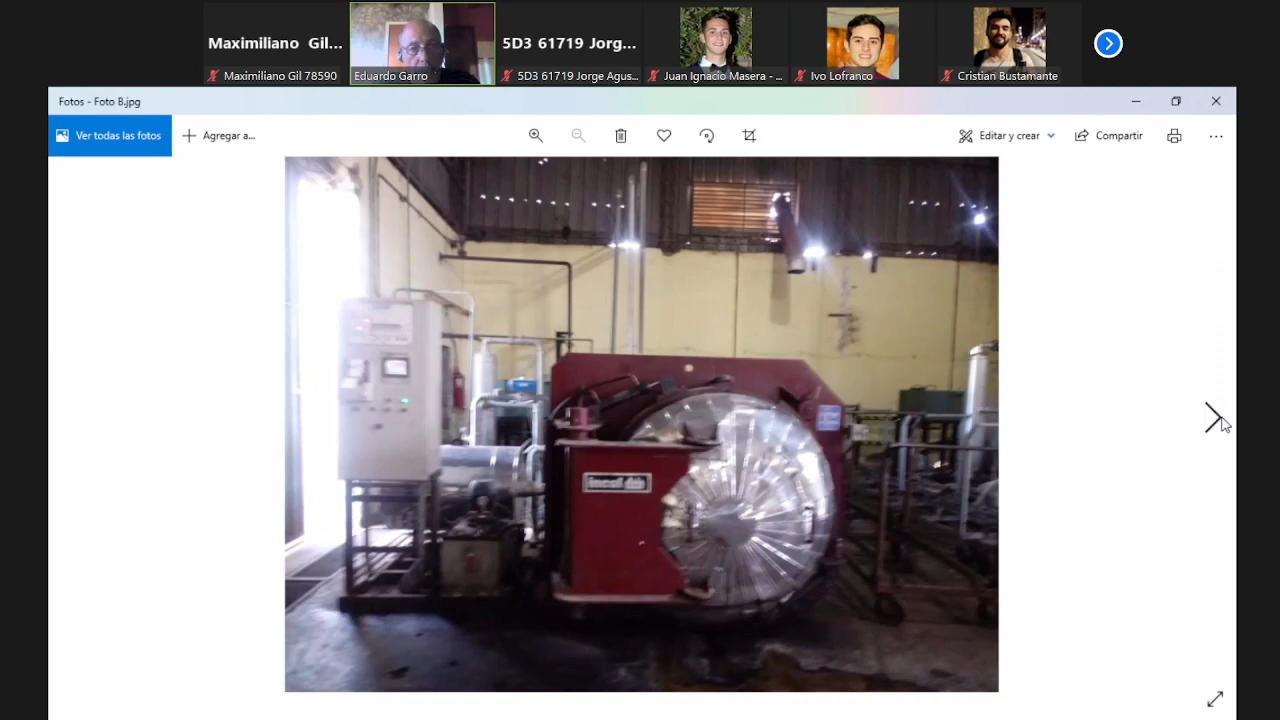 Maximiliano Gil...
5D3 61719 Jorg...
Maximiliano Gil 78590
Eduardo Garro
5D3 61719 Jorge Agus...
Juan Ignacio Masera - ...
Ivo Lofranco
Cristian Bustamante
Fotos - Foto B.jpg
Ver todas las fotos
Agregar a...
Editar y crear
Compartir